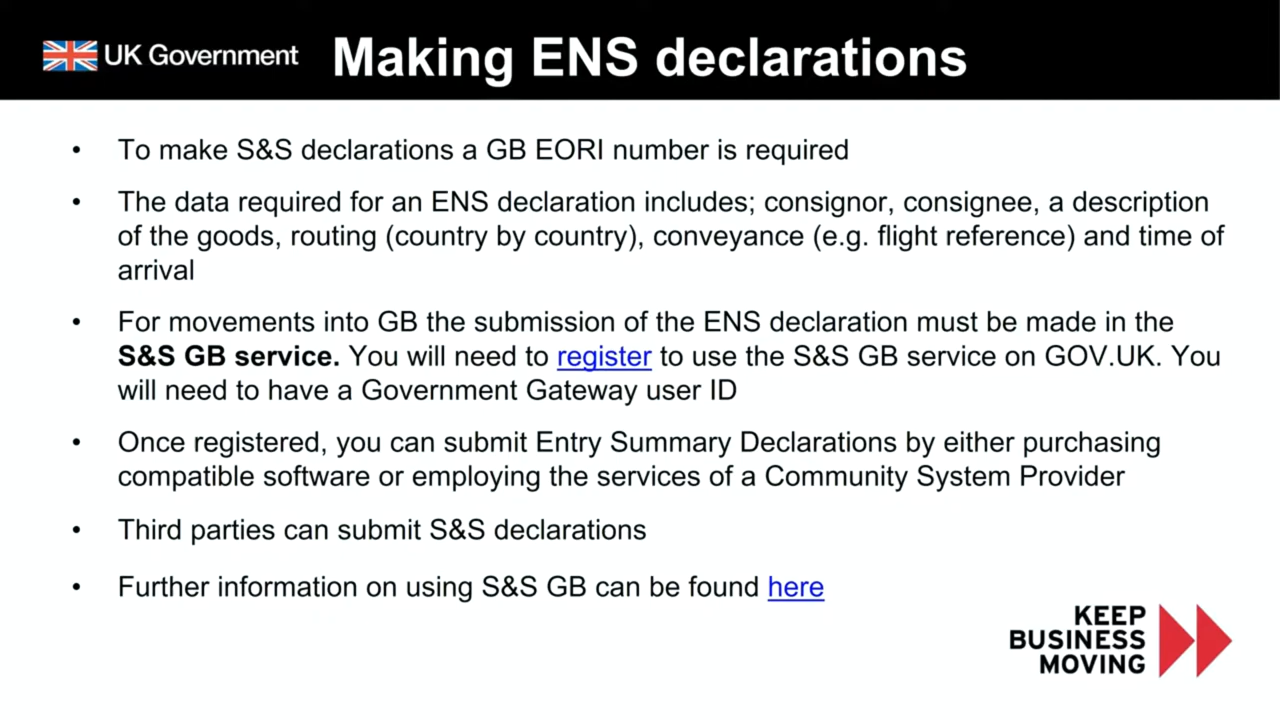 UK Government
Making ENS declarations
• To make S&S declarations a GB EORI number is required
• The data required for an ENS declaration includes; consignor, consignee, a description
of the goods, routing (country by country), conveyance (e.g. flight reference) and time of
arrival
• For movements into GB the submission of the ENS declaration must be made in the
S&S GB service. You will need to register to use the S&S GB service on GOV.UK. You
will need to have a Government Gateway user ID
• Once registered, you can submit Entry Summary Declarations by either purchasing
compatible software or employing the services of a Community System Provider
• Third parties can submit S&S declarations
• Further information on using S&S GB can be found here
KEEP
BUSINESS
MOVING